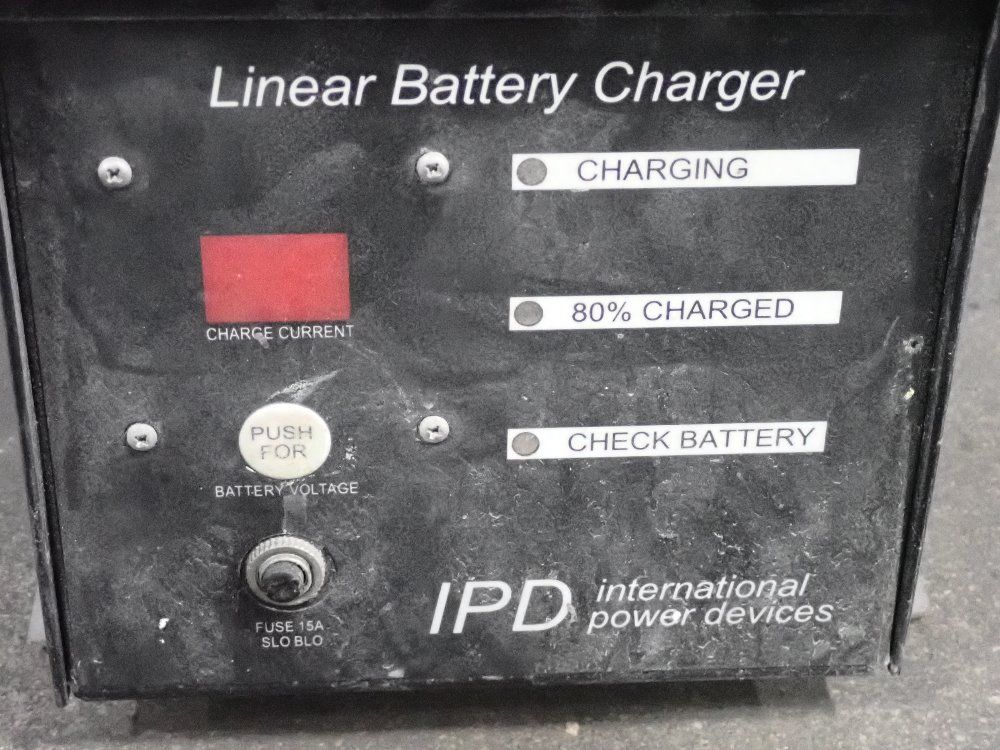 Linear Battery Charger
CHARGING
80% CHARGED
CHARGE CURRENT
CHECK BATTERY
PUSH
FOR
BATTERY VOLTAGE
FUSE 15A
SLO BLO
IPD international
power devices